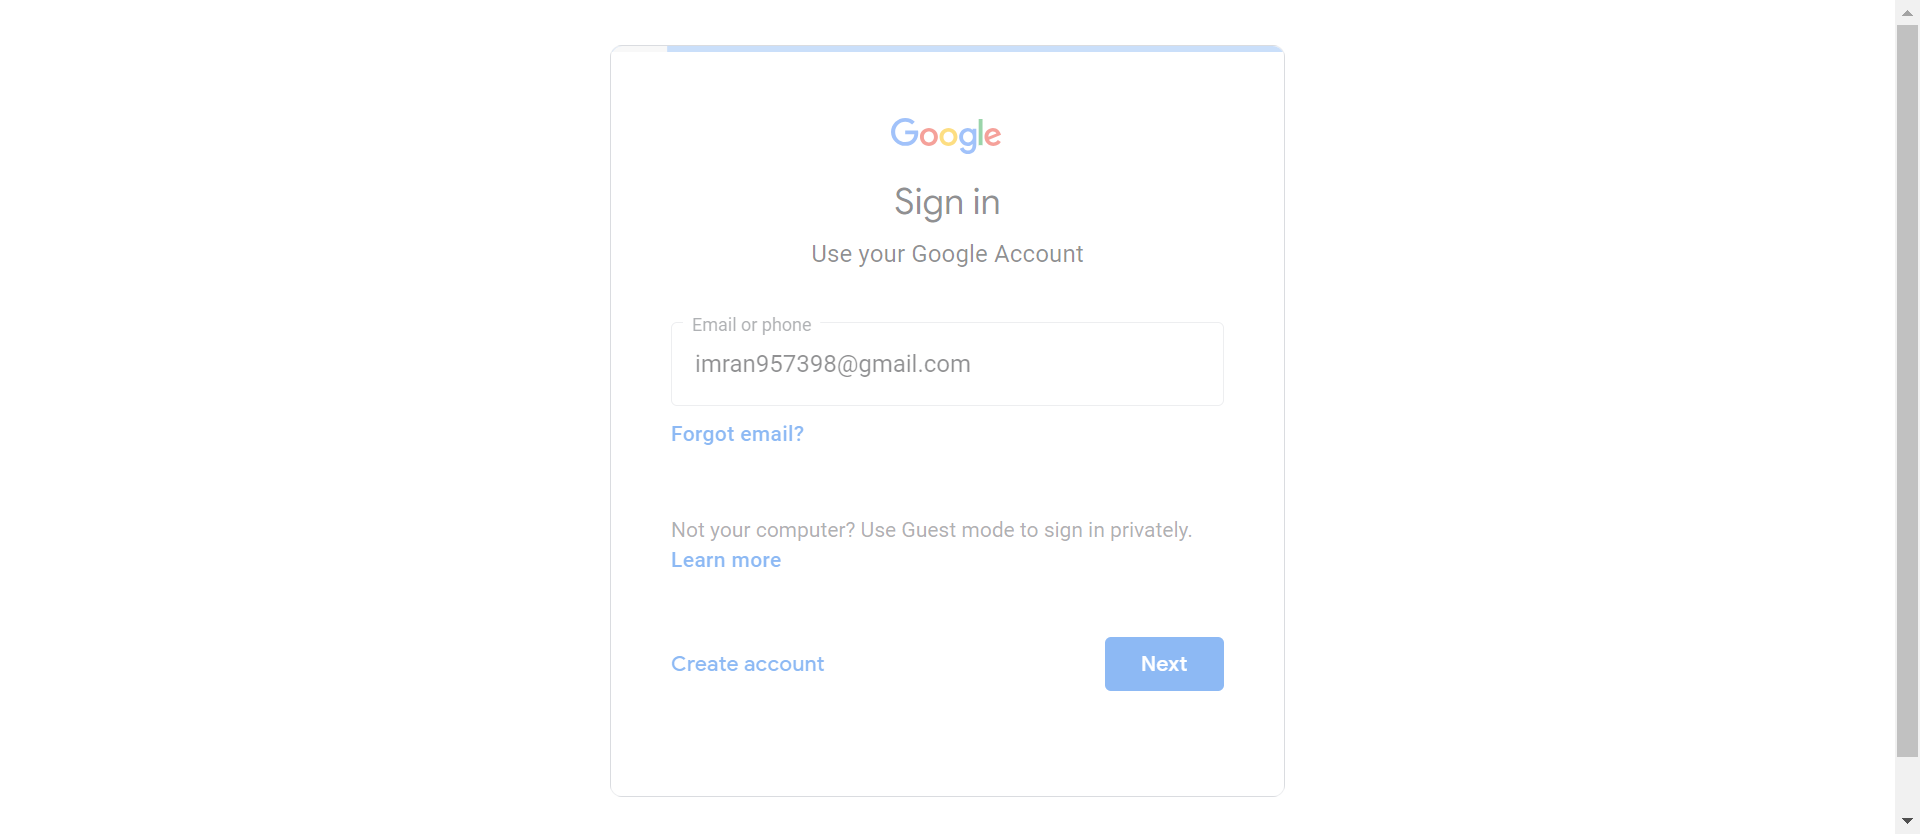 Google
Sign in
Use your Google Account
Email or phone
imran957398@gmail.com
Forgot email?
Not your computer? Use Guest mode to sign in privately.
Learn more
Create account
Next